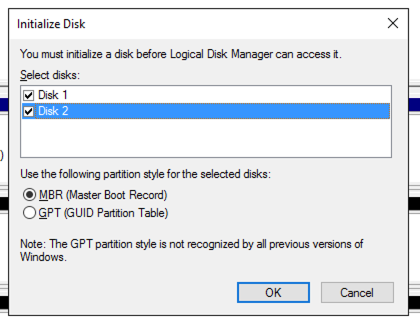 Initialize Disk
You must initialize a disk before Logical Disk Manager can access it.
Select disks:
Disk 1
Disk 2
Use the following partition style for the selected disks:
MBR (Master Boot Record)
GPT (GUID Partition Table)
Note: The GPT partition style is not recognized by all previous versions of
Windows.
OK Cancel
)